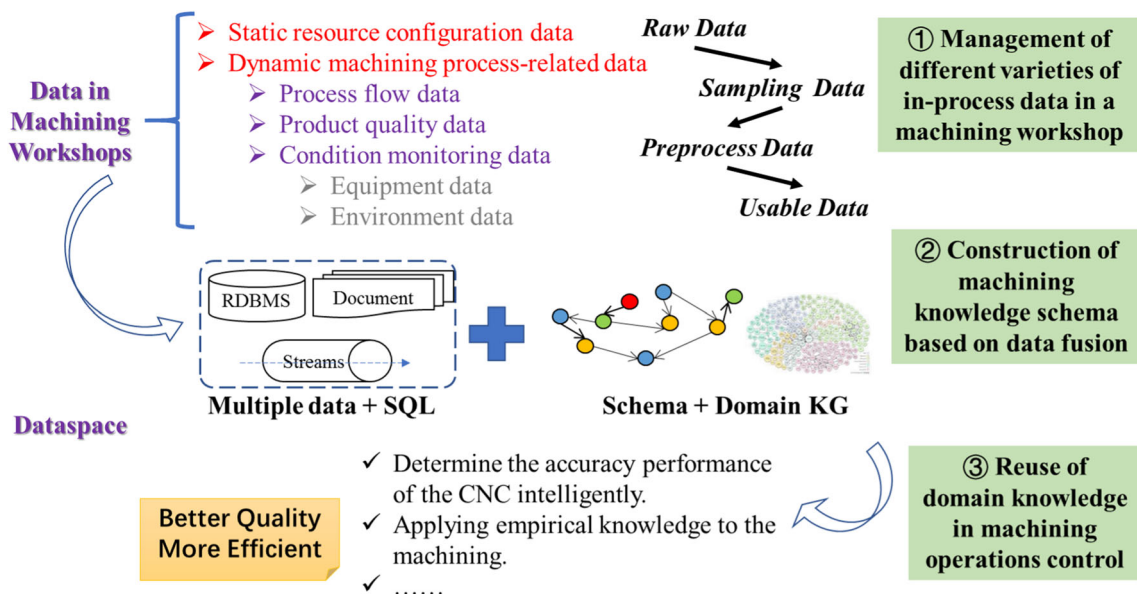 Data in
Machining
Workshops
➢ Static resource configuration data
➢ Dynamic machining process-related data
➢ Process flow data
➢ Product quality data
➢ Condition monitoring data
➢ Equipment data
➢ Environment data
Raw Data
Sampling Data
Preprocess Data
Usable Data
① Management of
different varieties of
in-process data in a
machining workshop
RDBMS
Document
Streams
Multiple data + SQL
Schema + Domain KG
② Construction of
machining
knowledge schema
based on data fusion
Dataspace
Better Quality
More Efficient
✓ Determine the accuracy performance
of the CNC intelligently.
✓ Applying empirical knowledge to the
machining.
✓ ……
③ Reuse of
domain knowledge
in machining
operations control